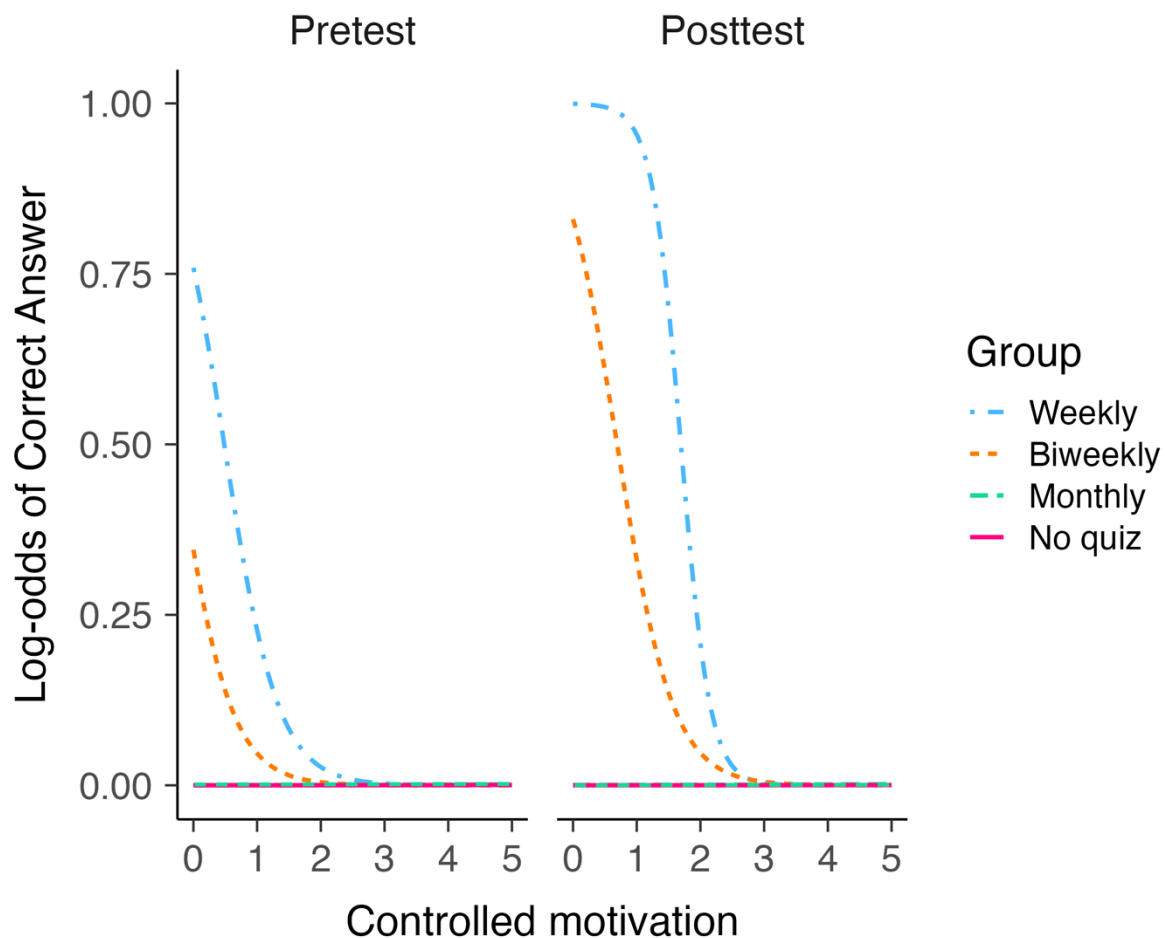 Pretest
Posttest
1.00
0.75
0.50
0.25
0.00
Log-odds of Correct Answer
0 1 2 3 4 5
0 1 2 3 4 5
Controlled motivation
Group
Weekly
Biweekly
Monthly
No quiz